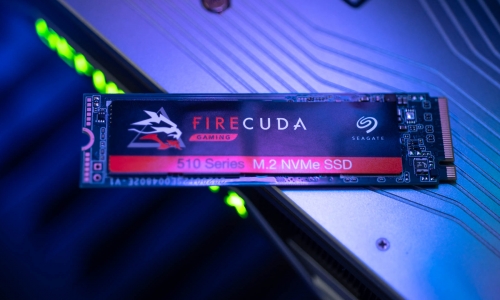 FIRECUDA
GAMING
SEAGATE
510 Series M.2 NVMe SSD